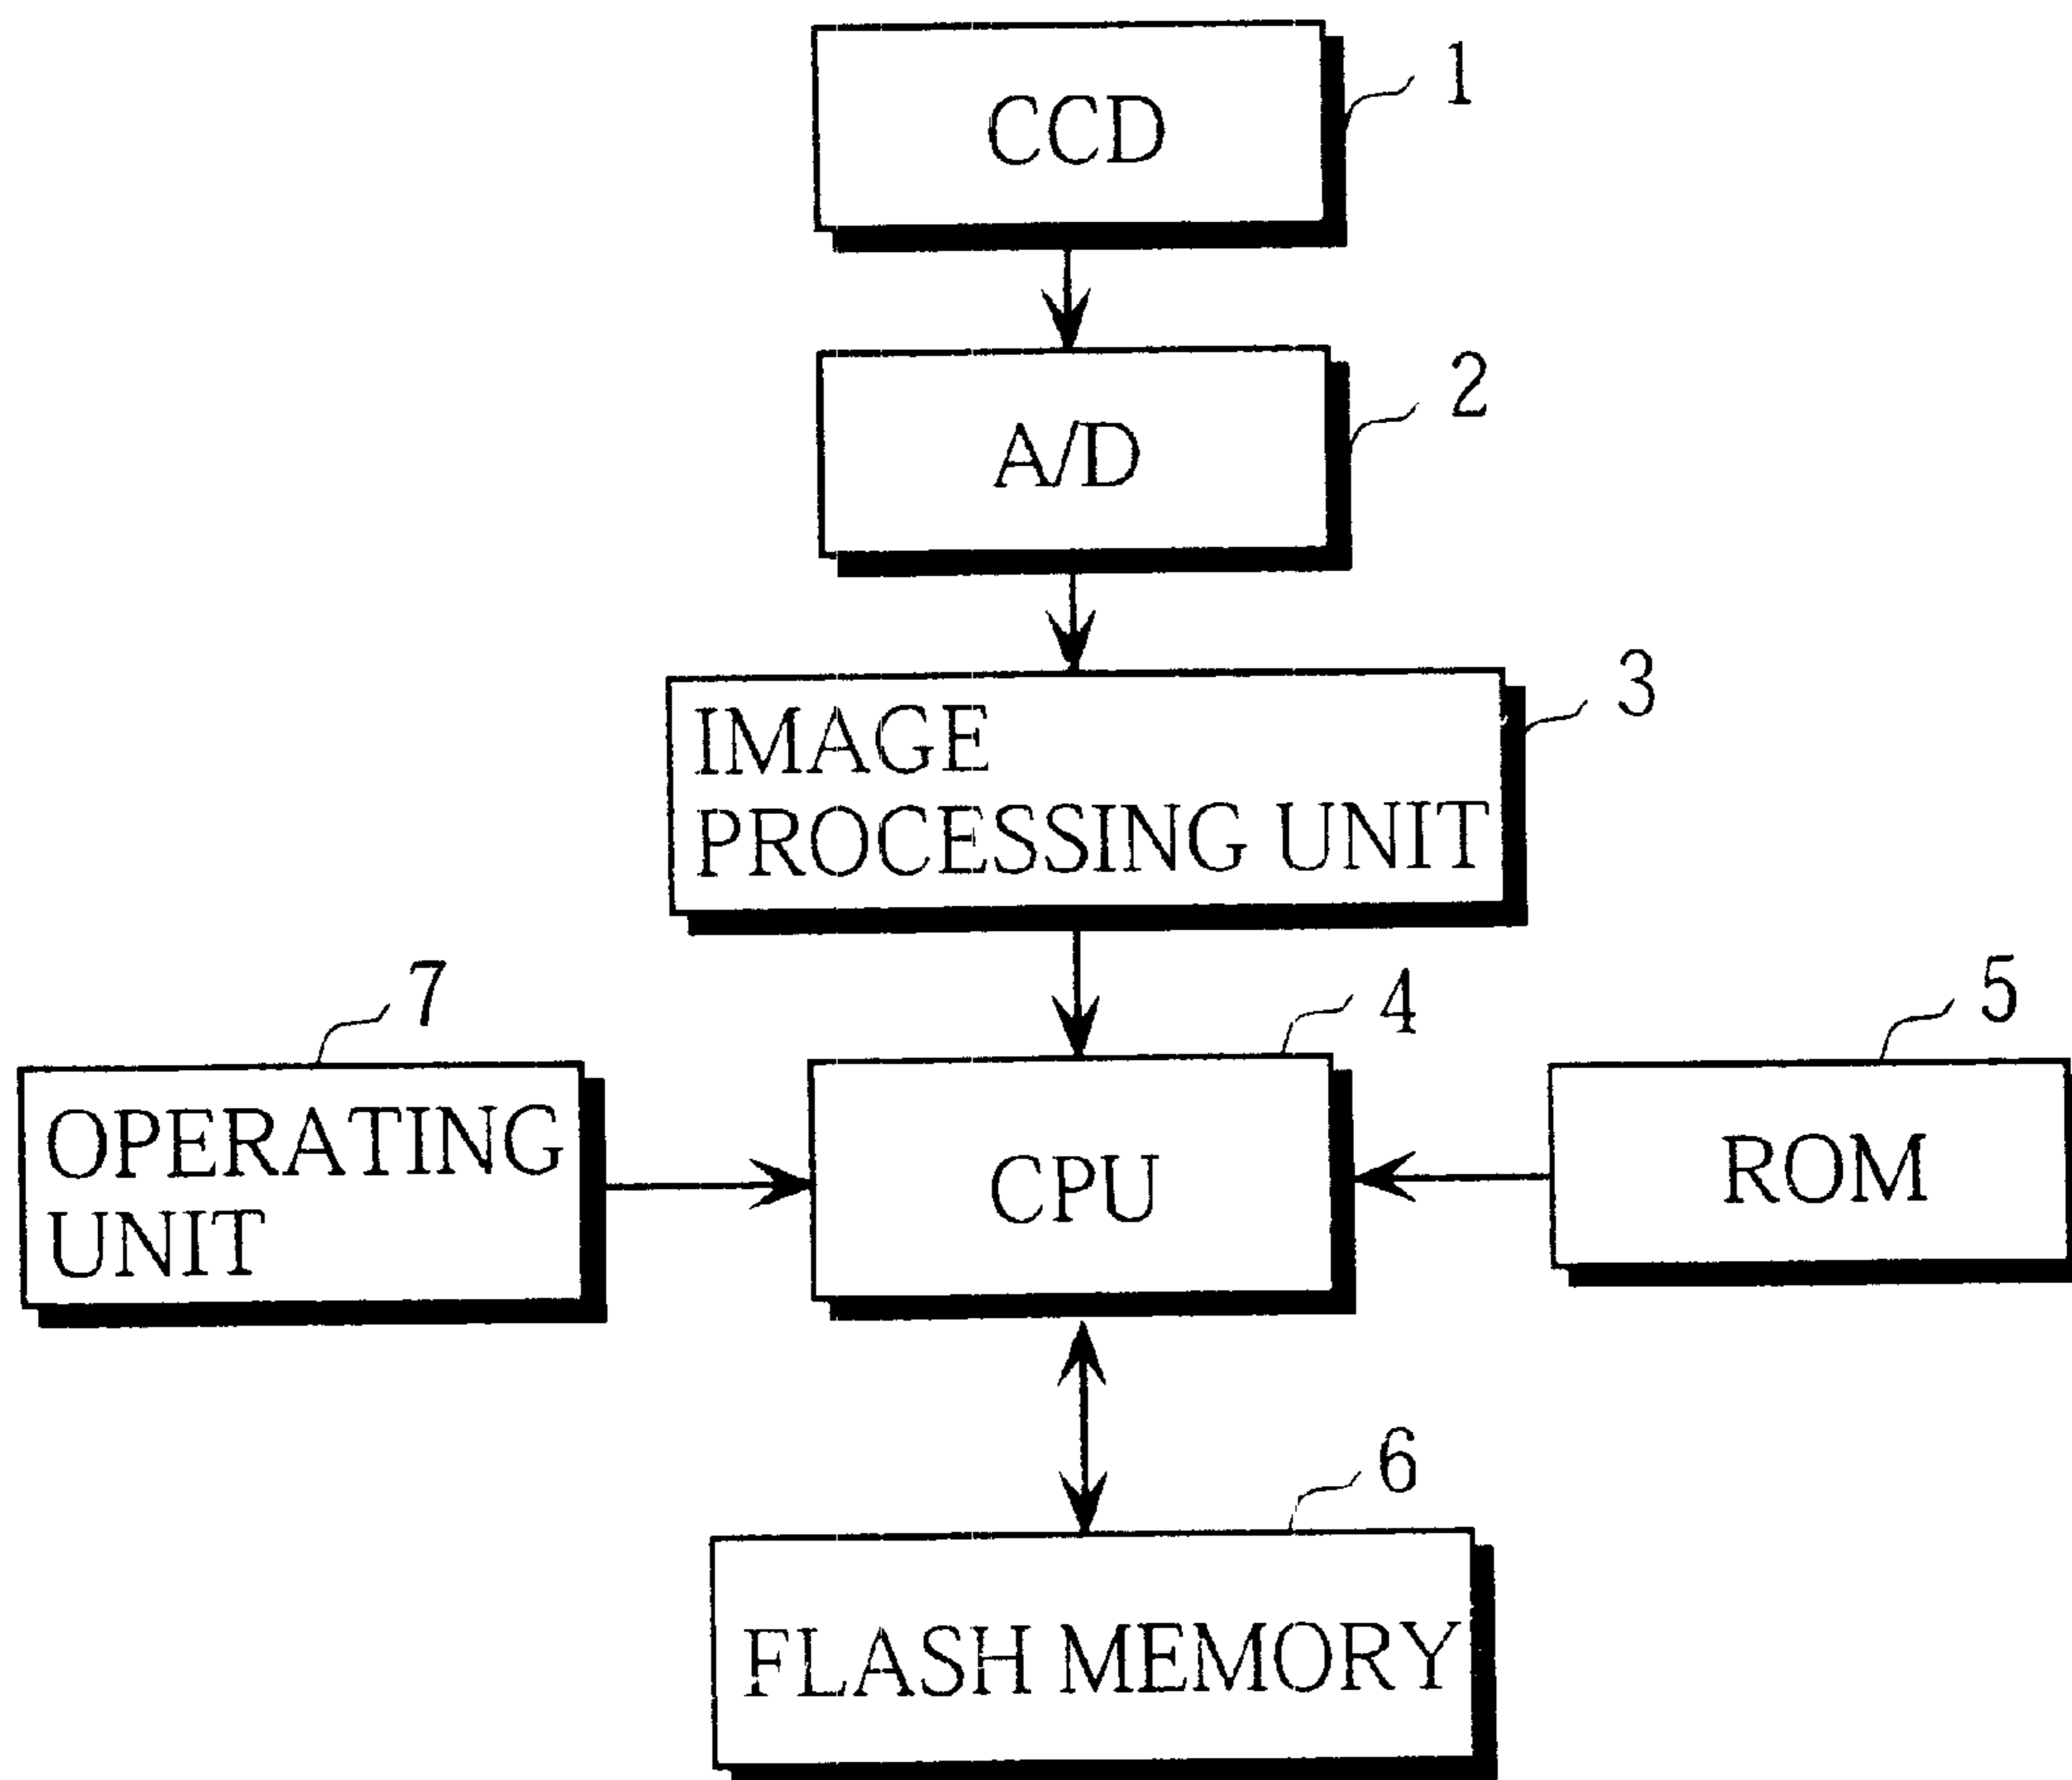 CCD
1
A/D
2
IMAGE
PROCESSING UNIT
3
7
4
5
OPERATING
UNIT
CPU
ROM
6
FLASH MEMORY